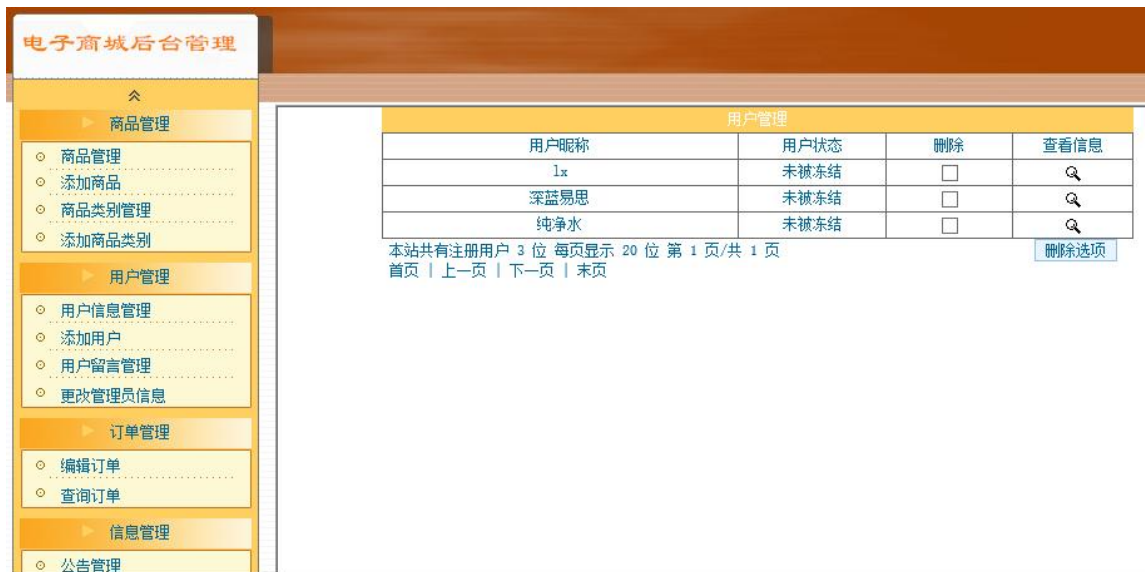 电子商城后台管理
商品管理
商品管理
添加商品
商品类别管理
添加商品类别
用户管理
用户信息管理
添加用户
用户留言管理
更改管理员信息
订单管理
编辑订单
查询订单
信息管理
公告管理
用户管理
用户昵称 用户状态 删除 查看信息
lx 未被冻结
深蓝易思 未被冻结
纯净水 未被冻结
本站共有注册用户 3 位 每页显示 20 位 第 1 页/共 1 页 删除选项
首页 | 上一页 | 下一页 | 末页